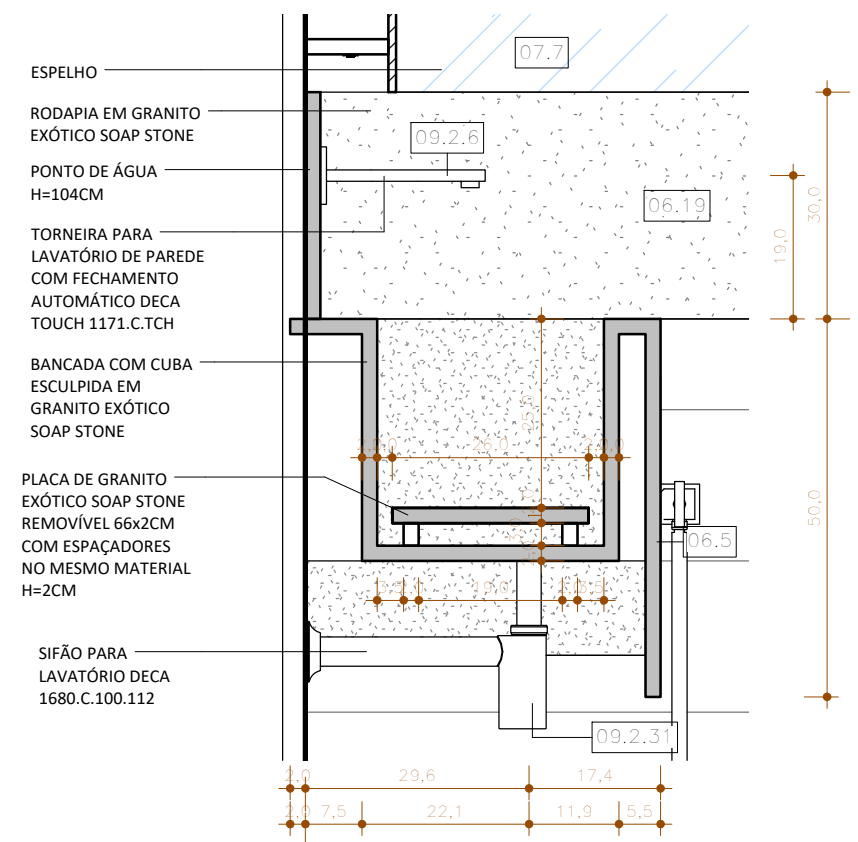 07.7
ESPELHO
RODAPIA EM GRANITO
EXÓTICO SOAP STONE
09.2.6
PONTO DE ÁGUA
H=104CM
06.19
30,0
19,0
TORNEIRA PARA
LAVATÓRIO DE PAREDE
COM FECHAMENTO
AUTOMÁTICO DECA
TOUCH 1171.C.TCH
BANCADA COM CUBA
ESCULPIDA EM
GRANITO EXÓTICO
SOAP STONE
25,0
26,0
50,0
PLACA DE GRANITO
EXÓTICO SOAP STONE
REMOVÍVEL 66x2CM
COM ESPAÇADORES
NO MESMO MATERIAL
H=2CM
06.5
19,0
SIFÃO PARA
LAVATÓRIO DECA
1680.C.100.112
09.2.31
2,0 29,6 17,4
2,0 7,5 22,1 11,9 5,5